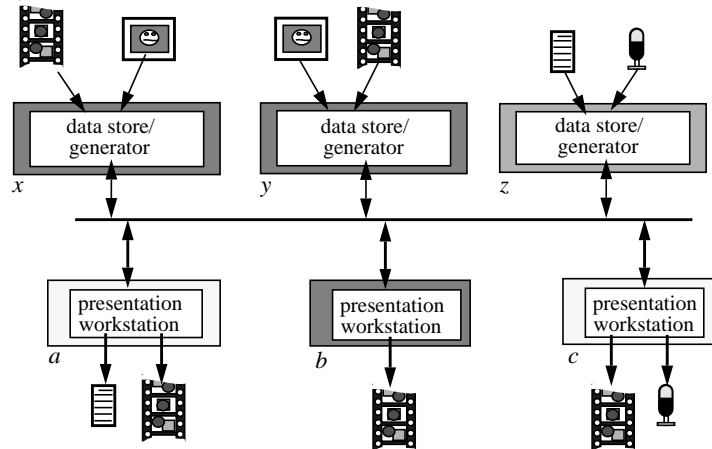 data store/
generator
x
data store/
generator
y
data store/
generator
z
presentation
workstation
a
presentation
workstation
b
presentation
workstation
c